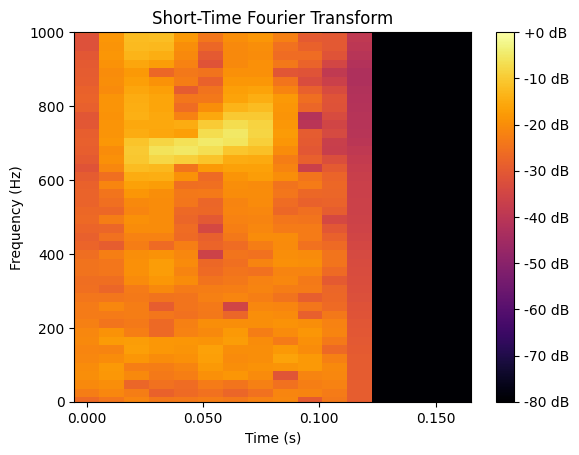 Short-Time Fourier Transform
1000
800
600
400
200
0
Frequency (Hz)
0.000
0.050
0.100
0.150
Time (s)
+0 dB
-10 dB
-20 dB
-30 dB
-40 dB
-50 dB
-60 dB
-70 dB
-80 dB